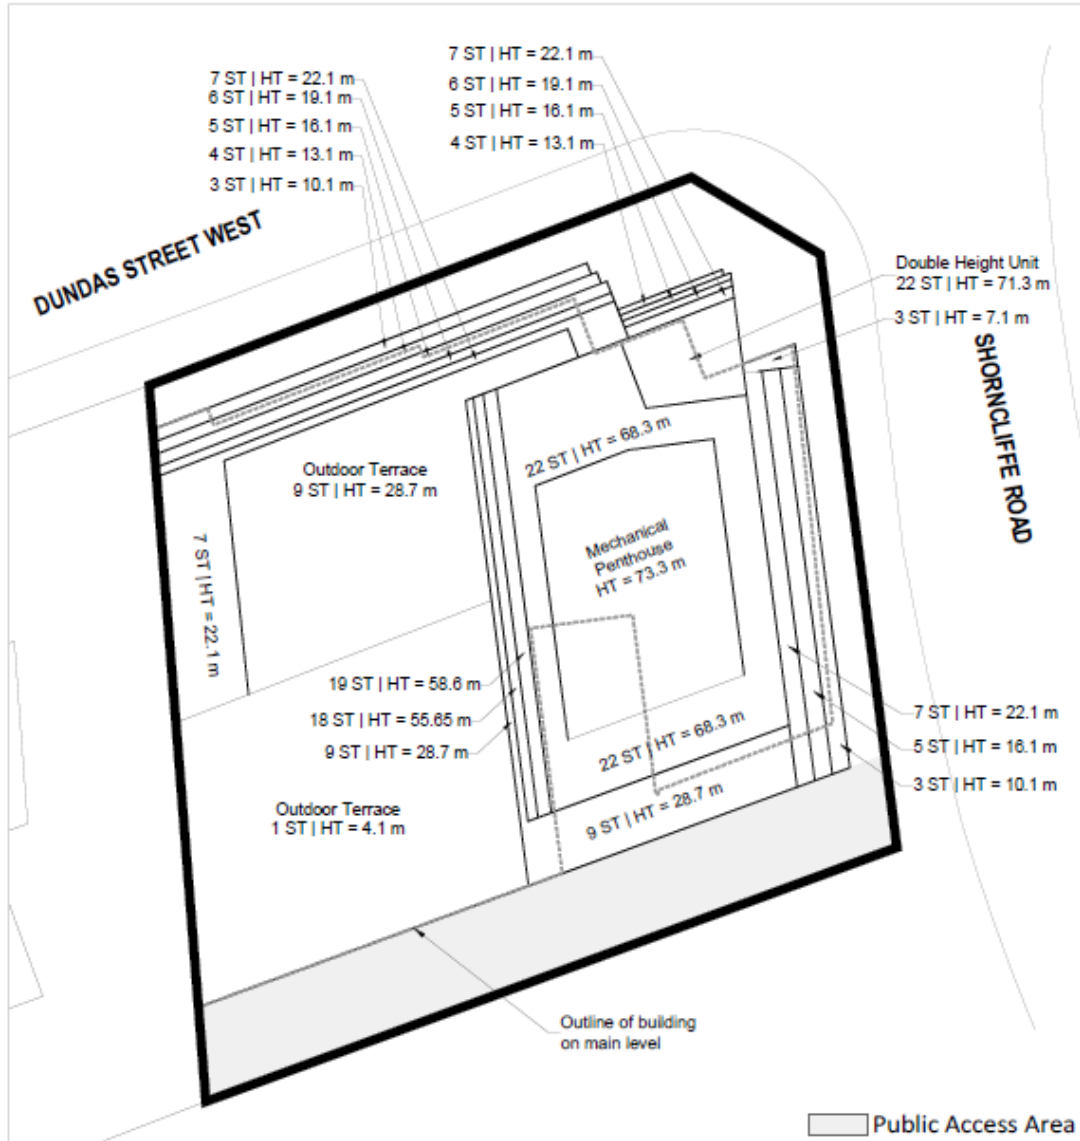 7 ST | HT = 22.1 m
6 ST | HT = 19.1 m
5 ST | HT = 16.1 m
4 ST | HT = 13.1 m
3 ST | HT = 10.1 m
7 ST | HT = 22.1 m
6 ST | HT = 19.1 m
5 ST | HT = 16.1 m
4 ST | HT = 13.1 m
DUNDAS STREET WEST
Double Height Unit
22 ST | HT = 71.3 m
3 ST | HT = 7.1 m
SHORNCLIFFE ROAD
Outdoor Terrace
9 ST | HT = 28.7 m
22 ST | HT = 68.3 m
Mechanical
Penthouse
HT = 73.3 m
7 ST | HT = 22.1 m
19 ST | HT = 58.6 m
18 ST | HT = 55.65 m
9 ST | HT = 28.7 m
22 ST | HT = 68.3 m
7 ST | HT = 22.1 m
5 ST | HT = 16.1 m
3 ST | HT = 10.1 m
Outdoor Terrace
1 ST | HT = 4.1 m
9 ST | HT = 28.7 m
Outline of building
on main level
Public Access Area